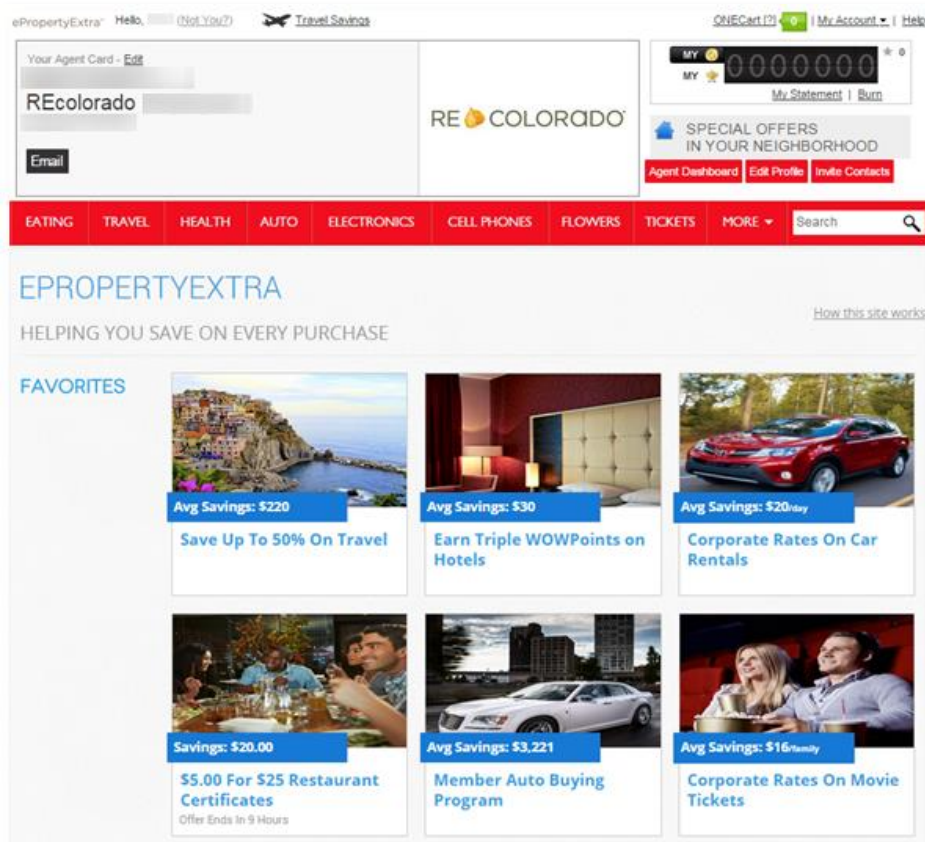 ePropertyExtra™ Hello, (Not You?) Travel Savings ONECart [?] 0 | My Account | Help
Your Agent Card - Edit
REcolorado
Email
RE COLORADO
MY 0000000 0
MY
My Statement | Burn
SPECIAL OFFERS
IN YOUR NEIGHBORHOOD
Agent Dashboard Edit Profile Invite Contacts
EATING TRAVEL HEALTH AUTO ELECTRONICS CELL PHONES FLOWERS TICKETS MORE Search
EPROPERTYEXTRA
How this site works
HELPING YOU SAVE ON EVERY PURCHASE
FAVORITES
Avg Savings: $220
Save Up To 50% On Travel
Avg Savings: $30
Earn Triple WOWPoints on
Hotels
Avg Savings: $20/day
Corporate Rates On Car
Rentals
Savings: $20.00
$5.00 For $25 Restaurant
Certificates
Offer Ends In 9 Hours
Avg Savings: $3,221
Member Auto Buying
Program
Avg Savings: $16/family
Corporate Rates On Movie
Tickets